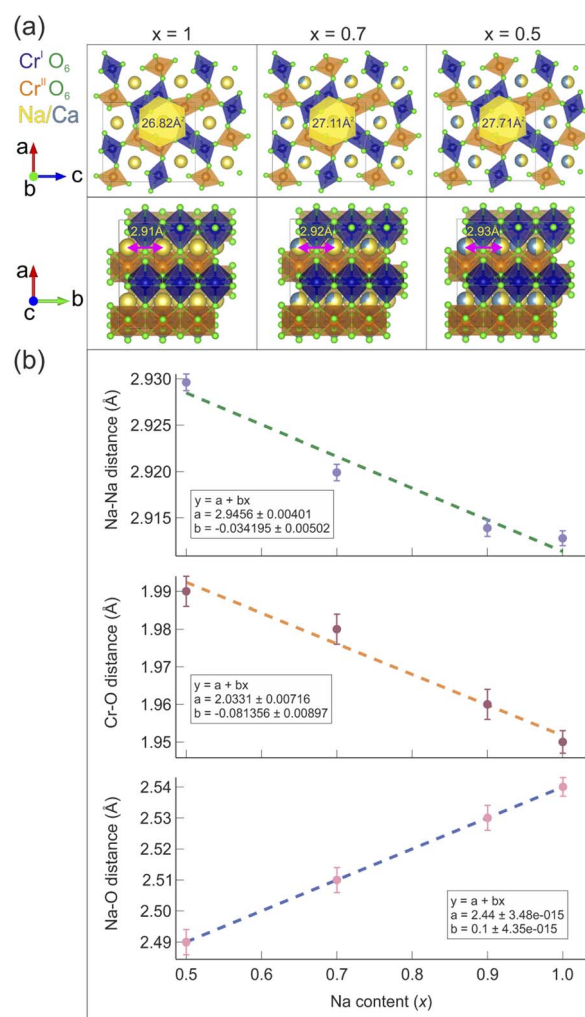 (a)
x = 1
x = 0.7
x = 0.5
CrI O6
CrII O6
Na/Ca
a
b
c
26.82Å2
27.11Å2
27.71Å2
a
c
b
2.91Å
2.92Å
2.93Å
(b)
Na-Na distance (Å)
2.930
2.925
2.920
2.915
y = a + bx
a = 2.9456 ± 0.00401
b = -0.034195 ± 0.00502
Cr-O distance (Å)
1.99
1.98
1.97
1.96
1.95
y = a + bx
a = 2.0331 ± 0.00716
b = -0.081356 ± 0.00897
Na-O distance (Å)
2.54
2.53
2.52
2.51
2.50
2.49
y = a + bx
a = 2.44 ± 3.48e-015
b = 0.1 ± 4.35e-015
0.5
0.6
0.7
0.8
0.9
1.0
Na content (x)